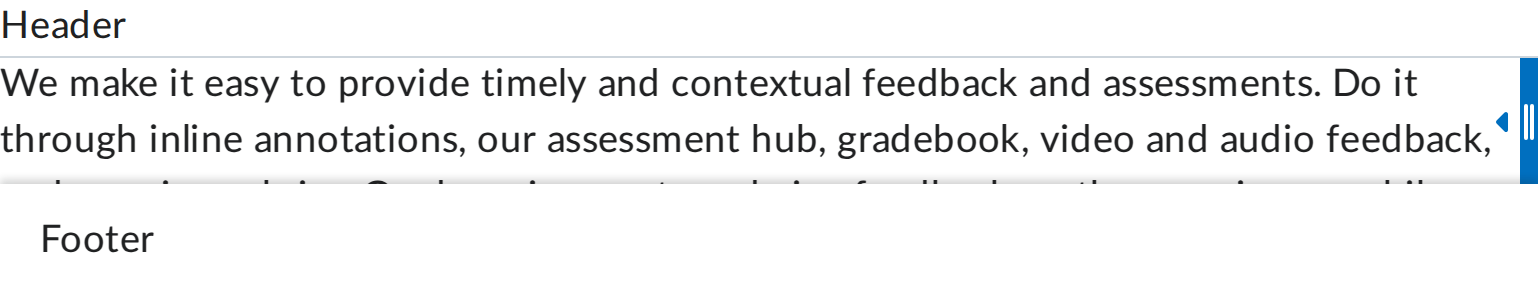 Header
We make it easy to provide timely and contextual feedback and assessments. Do it
through inline annotations, our assessment hub, gradebook, video and audio feedback,
Footer